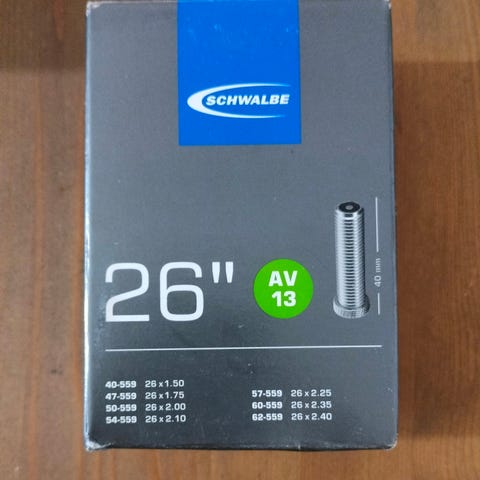 SCHWALBE
26"
AV
13
40 mm
40-559 26 x 1.50
47-559 26 x 1.75
50-559 26 x 2.00
54-559 26 x 2.10
57-559 26 x 2.25
60-559 26 x 2.35
62-559 26 x 2.40